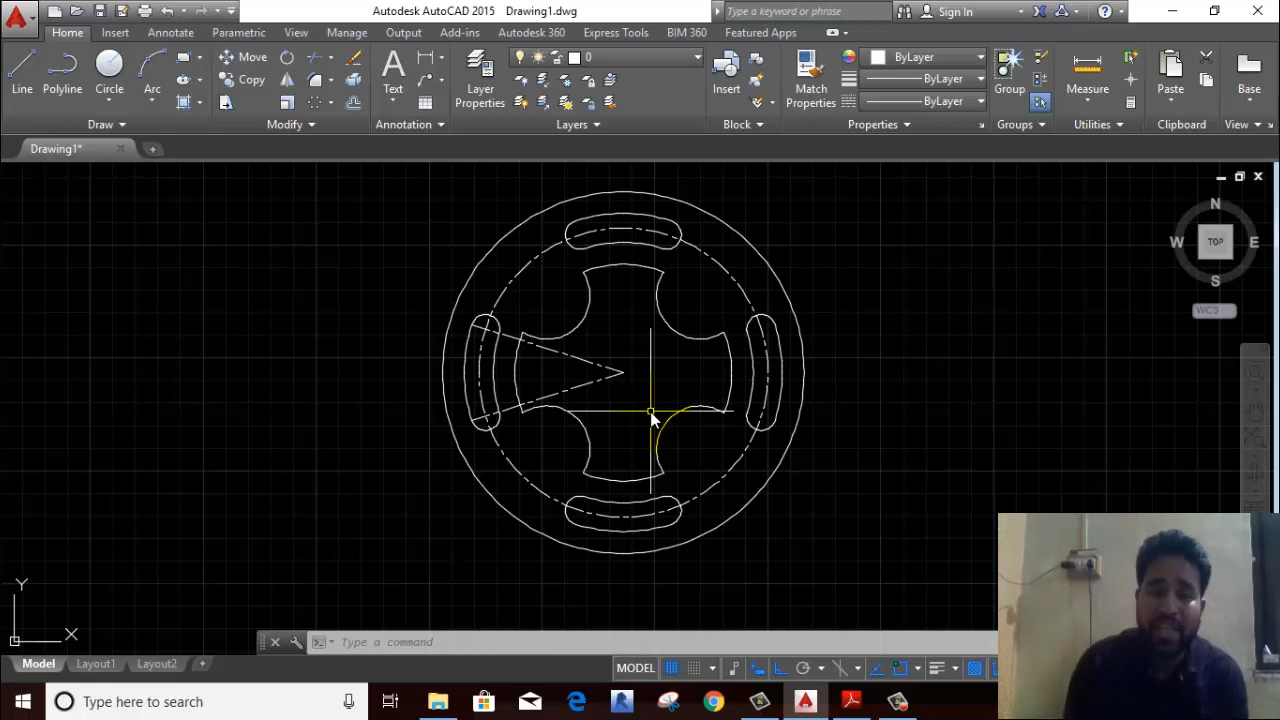 Autodesk AutoCAD 2015 Drawing1.dwg
Type a keyword or phrase
Sign In
Home Insert Annotate Parametric View Manage Output Add-ins Autodesk 360 Express Tools BIM 360 Featured Apps
Line Polyline Circle Arc
Move
Copy
Text
Layer Properties
0
Insert
Match Properties
ByLayer
ByLayer
ByLayer
Group
Measure
Paste
Base
Draw Modify Annotation Layers Block Properties Groups Utilities Clipboard View
Drawing1*
N
W TOP E
S
WCS
Y
X
Type a command
Model Layout1 Layout2
MODEL
Type here to search